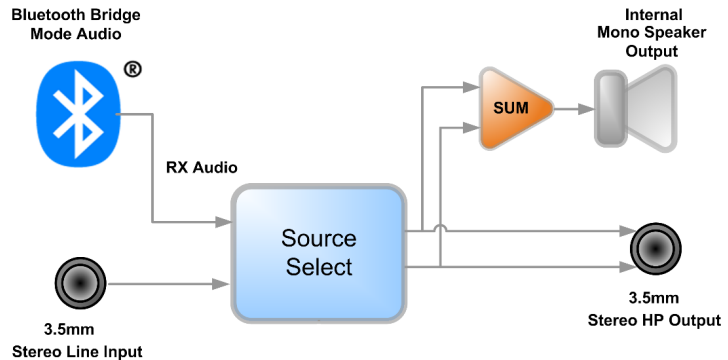 Bluetooth Bridge
Mode Audio
®
Internal
Mono Speaker
Output
SUM
RX Audio
Source
Select
3.5mm
Stereo Line Input
3.5mm
Stereo HP Output